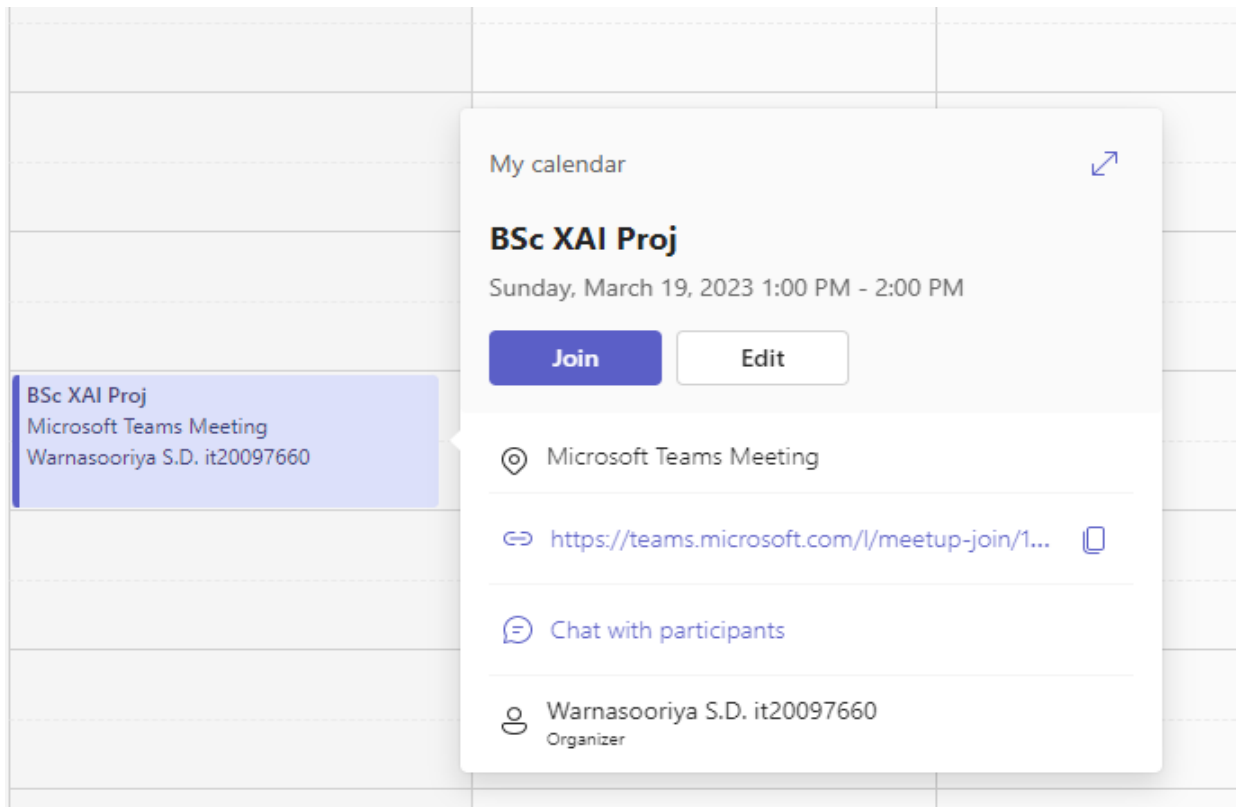 My calendar
BSc XAI Proj
Sunday, March 19, 2023 1:00 PM - 2:00 PM
Join
Edit
BSc XAI Proj
Microsoft Teams Meeting
Warnasooriya S.D. it20097660
Microsoft Teams Meeting
https://teams.microsoft.com/l/meetup-join/1...
Chat with participants
Warnasooriya S.D. it20097660
Organizer